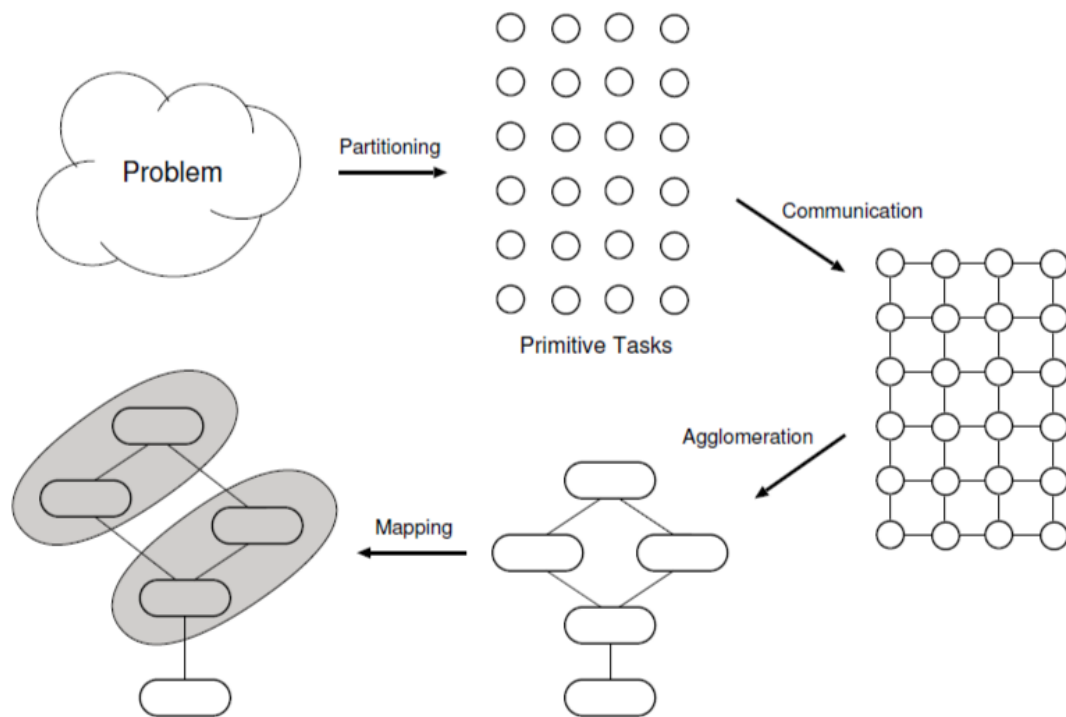 Problem
Partitioning
Primitive Tasks
Communication
Agglomeration
Mapping